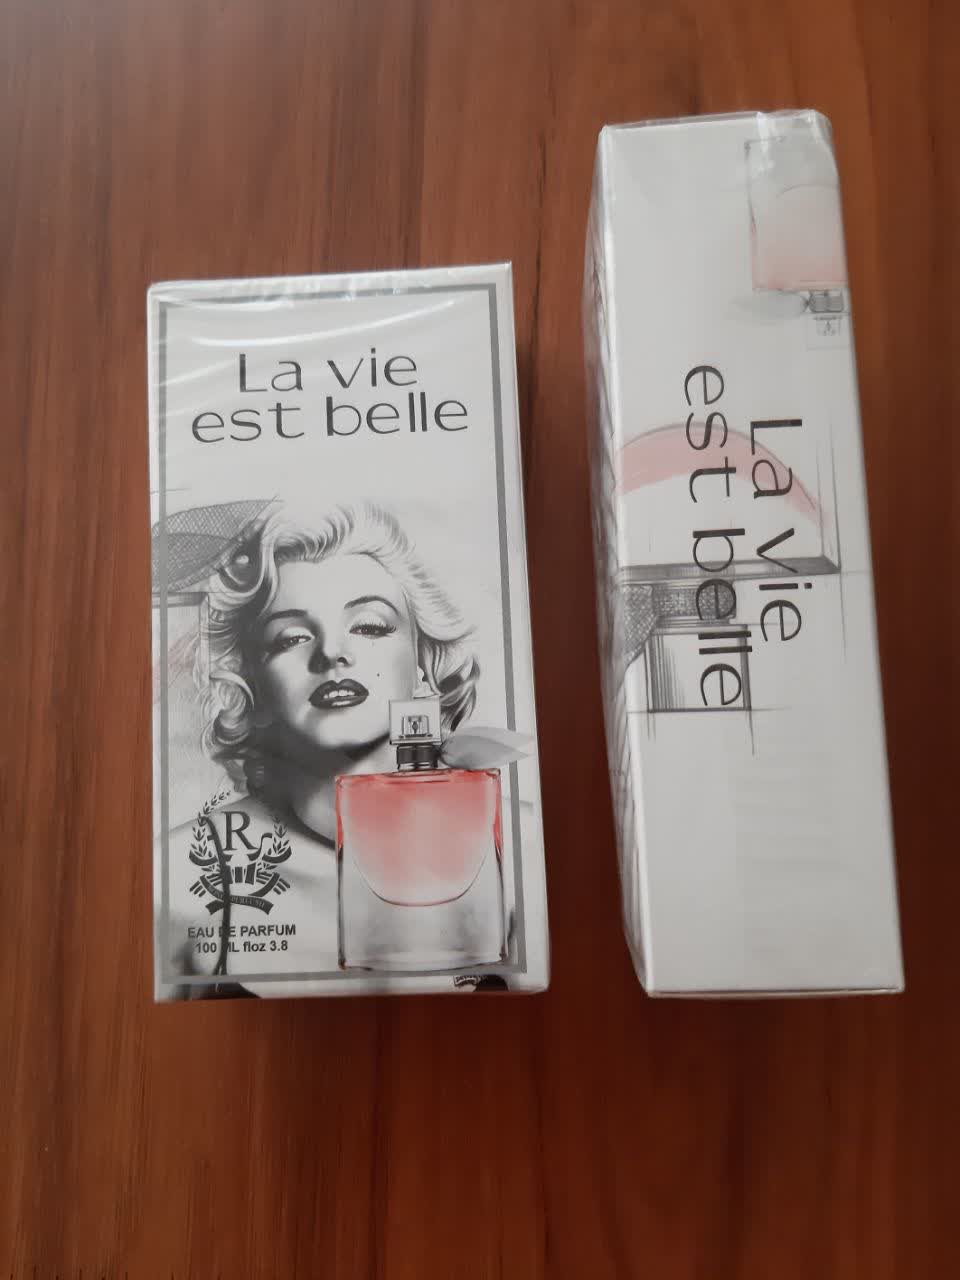 La vie
est belle
R
EAU DE PARFUM
100 ML floz 3.8
La vie
est belle